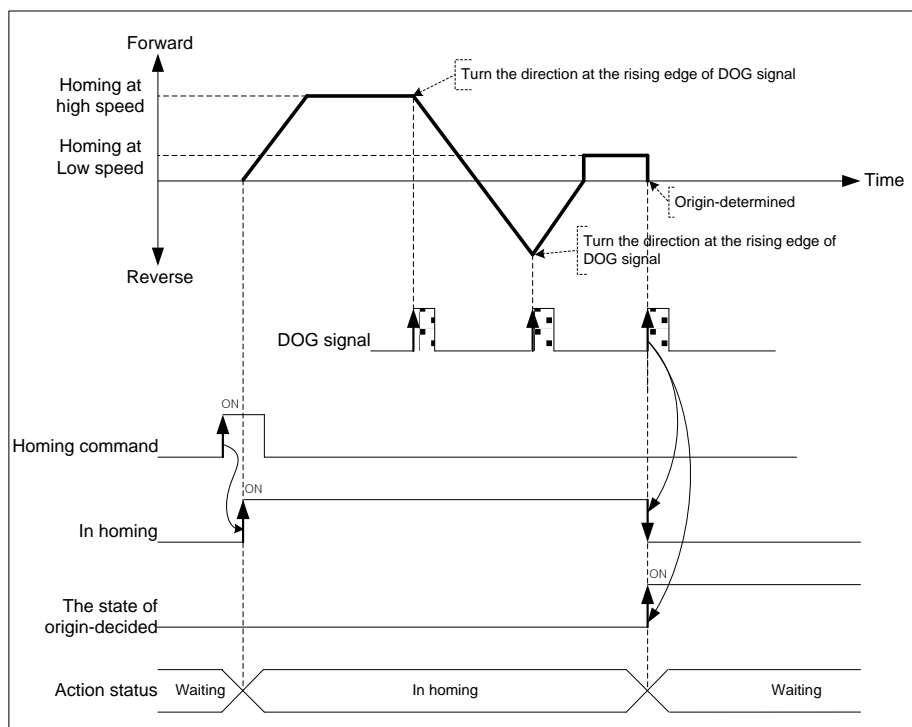 Forward
Homing at
high speed
Turn the direction at the rising edge of DOG signal
Homing at
Low speed
Time
Origin-determined
Turn the direction at the rising edge of
DOG signal
Reverse
DOG signal
ON
Homing command
ON
In homing
ON
The state of
origin-decided
Action status
Waiting
In homing
Waiting